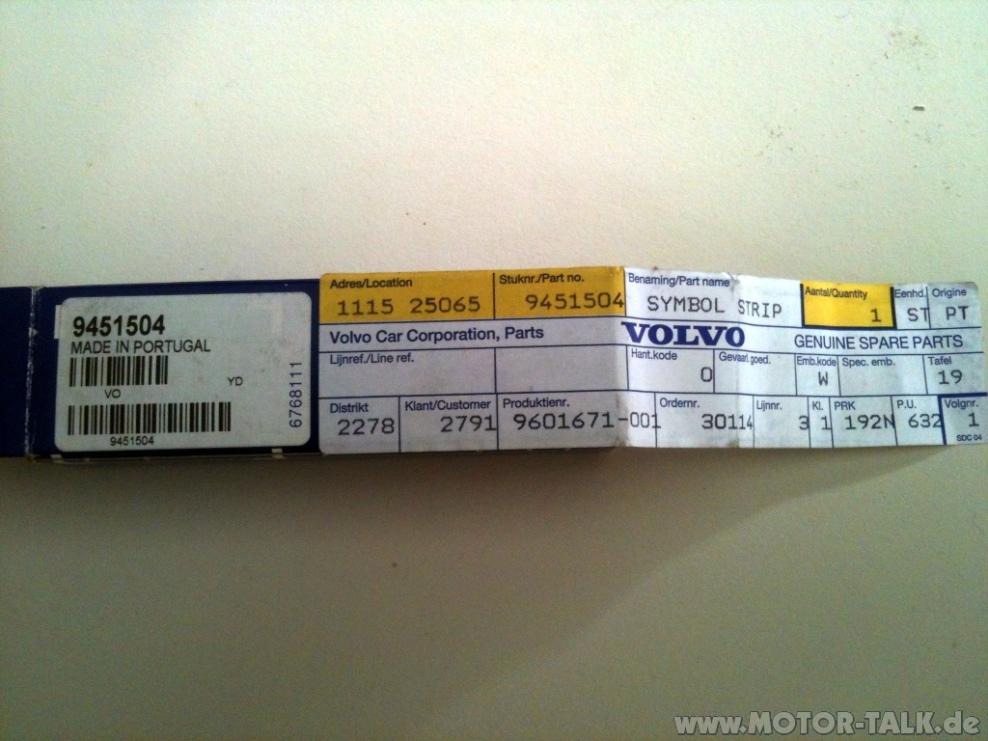 9451504
MADE IN PORTUGAL
VO YD
9451504
6768111
Adres/Location Stuknr./Part no. Benaming/Part name Aantal/Quantity Eenhd. Origine
1115 25065 9451504 SYMBOL STRIP 1 ST PT
Volvo Car Corporation, Parts VOLVO GENUINE SPARE PARTS
Lijnref./Line ref. Hant.kode Gevaarl.goed. Emb.kode Spec. emb. Tafel
0 W 19
Distrikt Klant/Customer Produktienr. Ordernr. Lijnnr. Kl. PRK P.U. Volgnr.
2278 2791 9601671-001 30114 3 1 192N 632 1
SDC 04
www.MOTOR-TALK.de